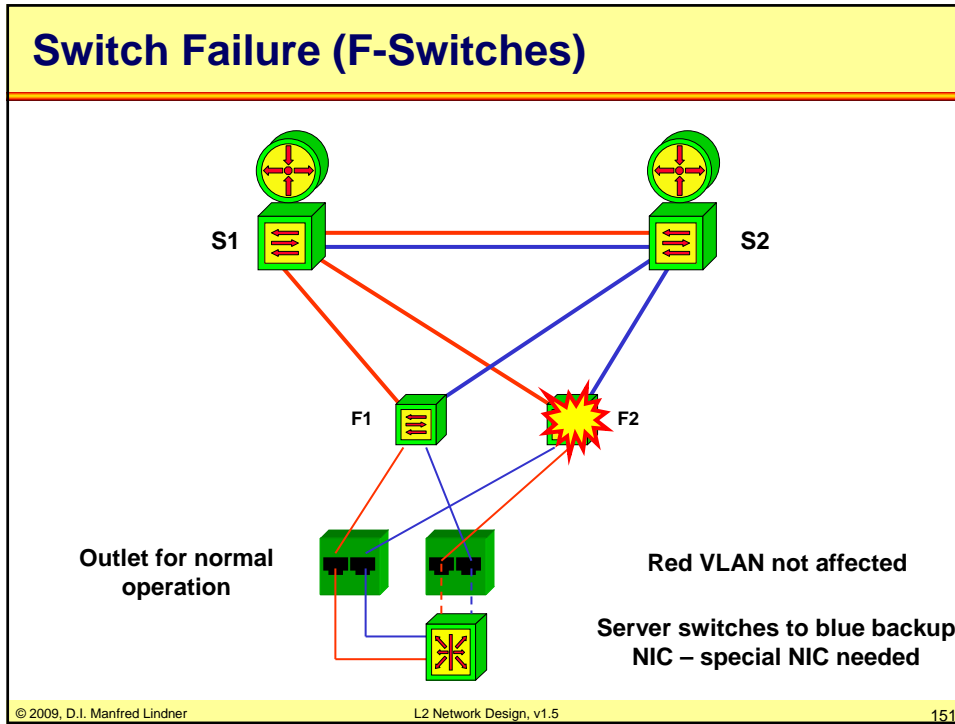 Switch Failure (F-Switches)
S1
S2
F1
F2
Outlet for normal
operation
Red VLAN not affected
Server switches to blue backup
NIC – special NIC needed
© 2009, D.I. Manfred Lindner
L2 Network Design, v1.5
151